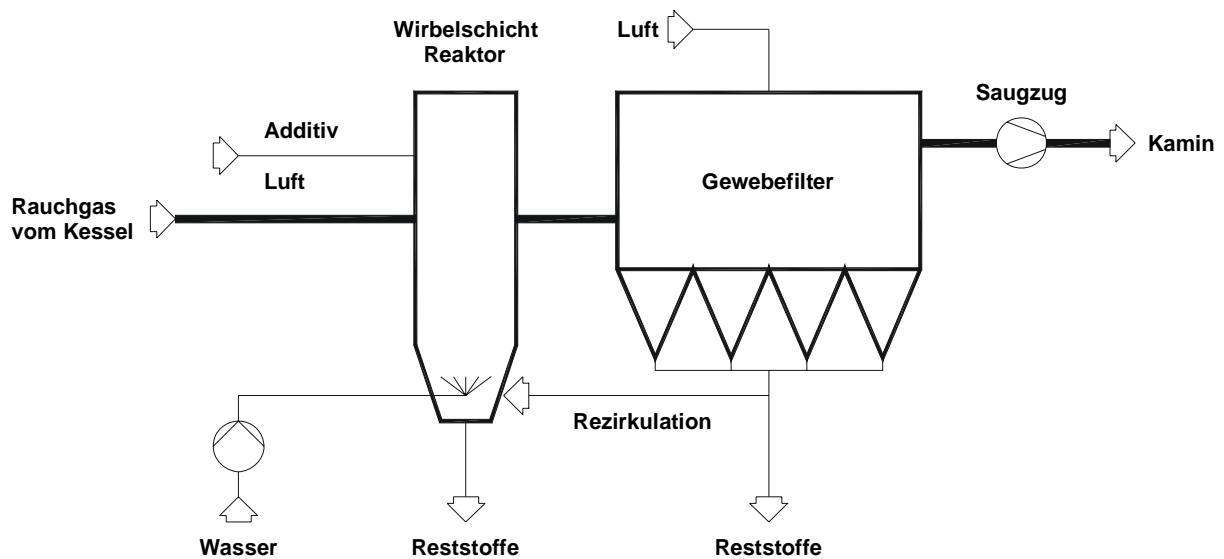 Wirbelschicht
Reaktor
Luft
Saugzug
Additiv
Luft
Kamin
Gewebefilter
Rauchgas
vom Kessel
Rezirkulation
Wasser
Reststoffe
Reststoffe